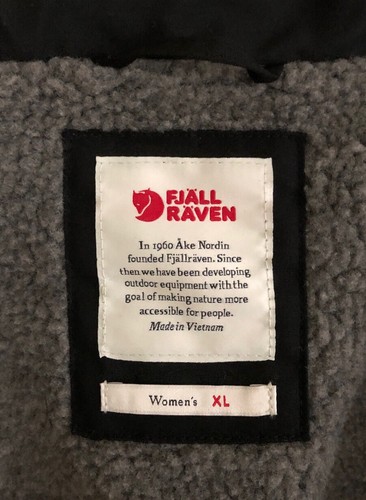 FJÄLL
RÄVEN
In 1960 Åke Nordin
founded Fjällräven. Since
then we have been developing
outdoor equipment with the
goal of making nature more
accessible for people.
Made in Vietnam
Women's XL